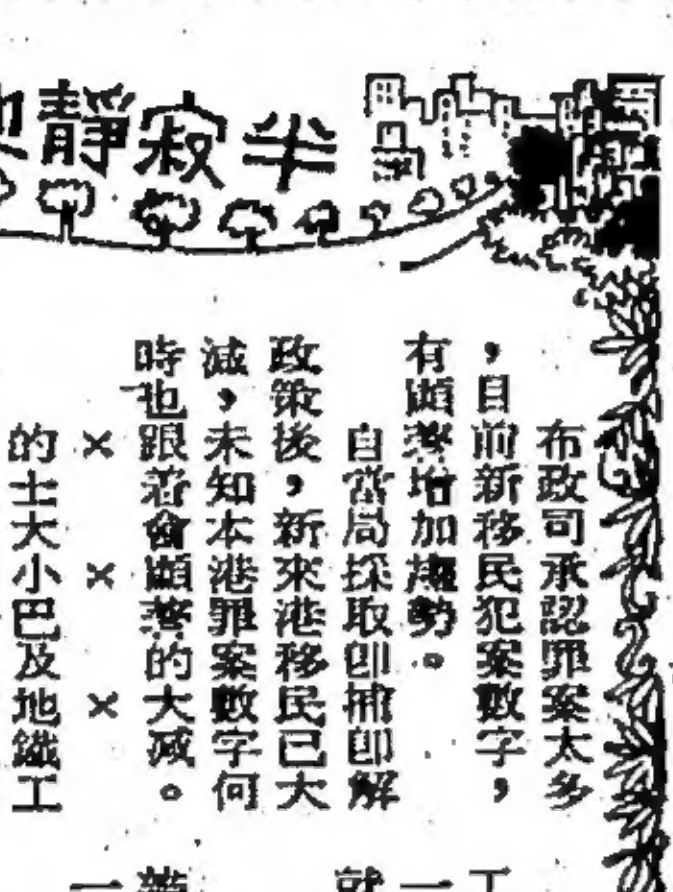 半寂靜
布政司承認罪案太多
，目前新移民犯案數字，
有顯著增加趨勢。
自當局採取即捕即解
政策後，新來港移民已大
減，未知本港罪案數字何
時也跟着會顯著的大减。
×　×　×
的士大小巴及地鐵工